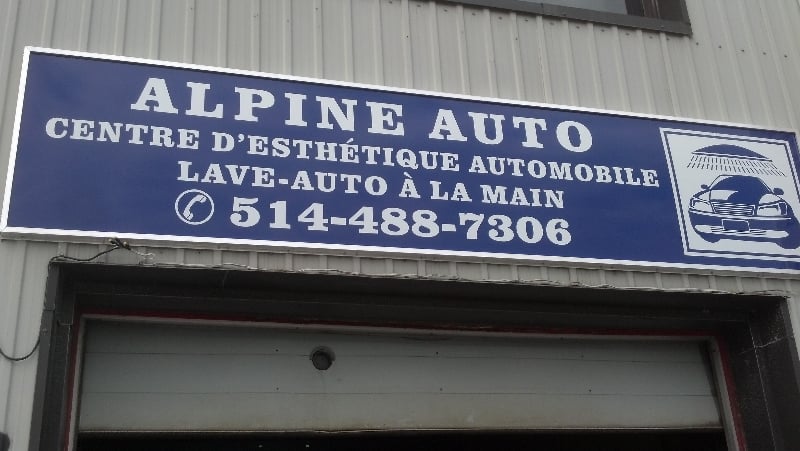 ALPINE AUTO
CENTRE D'ESTHÉTIQUE AUTOMOBILE
LAVE-AUTO À LA MAIN
514-488-7306